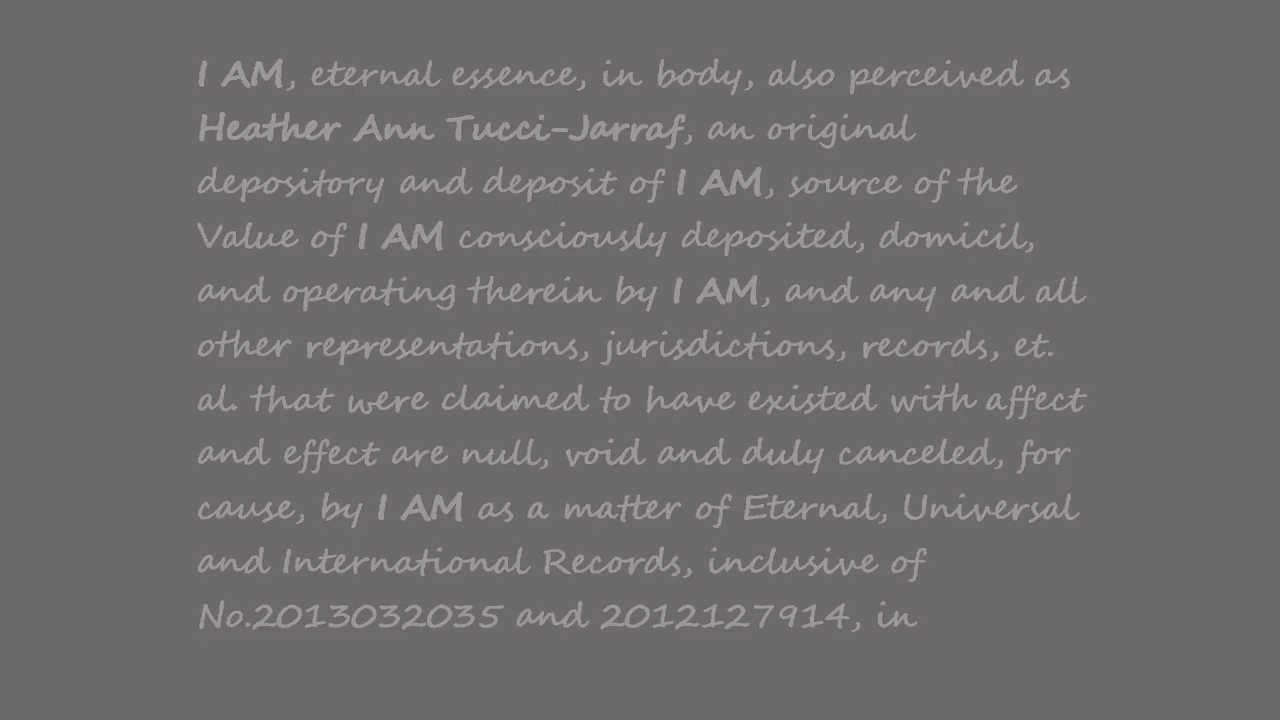 I AM, eternal essence, in body, also perceived as
Heather Ann Tucci-Jarraf, an original
depository and deposit of I AM, source of the
Value of I AM consciously deposited, domicil,
and operating therein by I AM, and any and all
other representations, jurisdictions, records, et.
al. that were claimed to have existed with affect
and effect are null, void and duly canceled, for
cause, by I AM as a matter of Eternal, Universal
and International Records, inclusive of
No.2013032035 and 2012127914, in